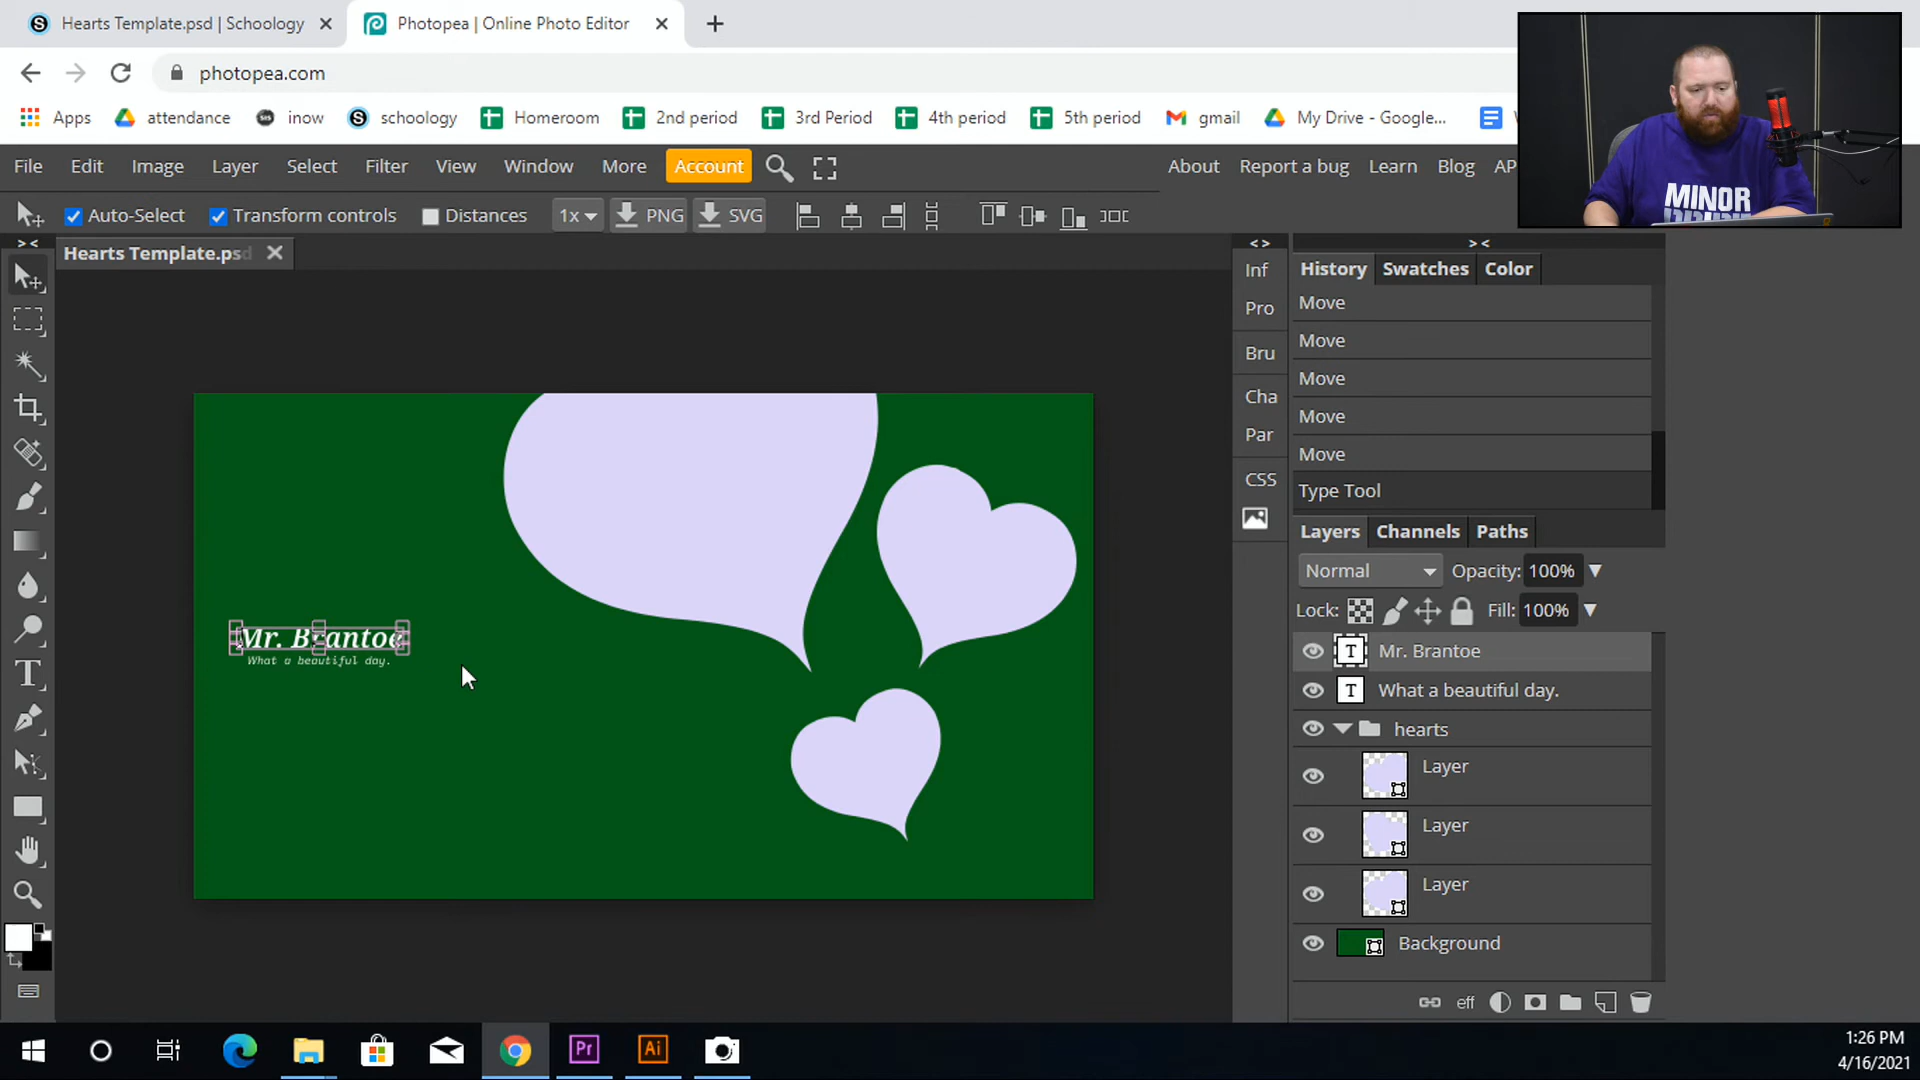 Hearts Template.psd | Schoology
Photopea | Online Photo Editor
photopea.com
Apps attendance inow schoology Homeroom 2nd period 3rd Period 4th period 5th period gmail My Drive - Google...
File Edit Image Layer Select Filter View Window More Account About Report a bug Learn Blog AP
Auto-Select Transform controls Distances 1x PNG SVG
MINOR
Hearts Template.psd
Inf
Pro
Bru
Cha
Par
CSS
History Swatches Color
Move
Move
Move
Move
Move
Type Tool
Layers Channels Paths
Normal Opacity: 100%
Lock: Fill: 100%
T Mr. Brantoe
T What a beautiful day.
hearts
Layer
Layer
Layer
Background
eff
Mr. Brantoe
What a beautiful day.
T
Pr
Ai
1:26 PM
4/16/2021